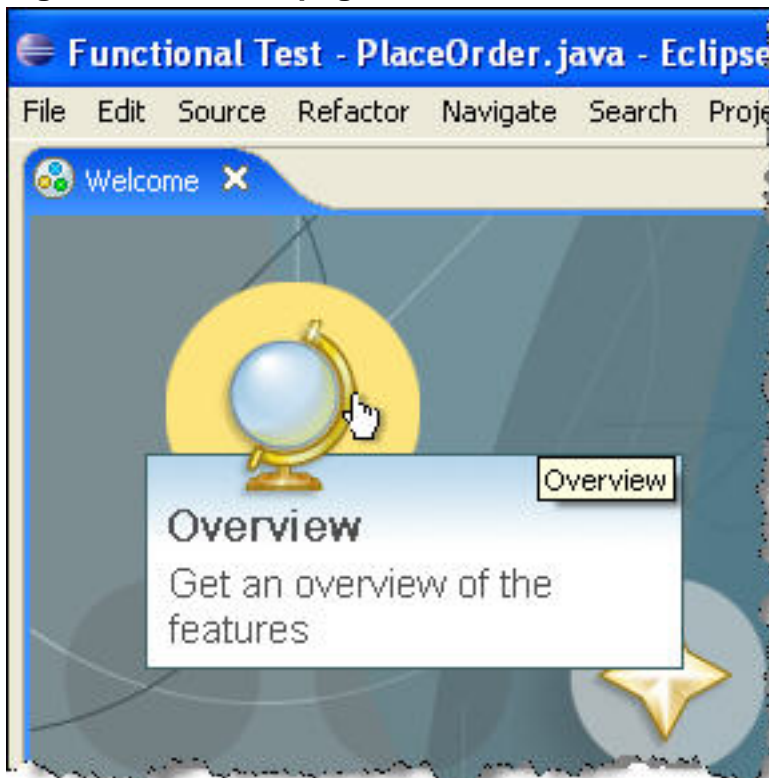 Functional Test - PlaceOrder.java - Eclipse
File Edit Source Refactor Navigate Search Proje
Welcome
Overview
Overview
Get an overview of the
features